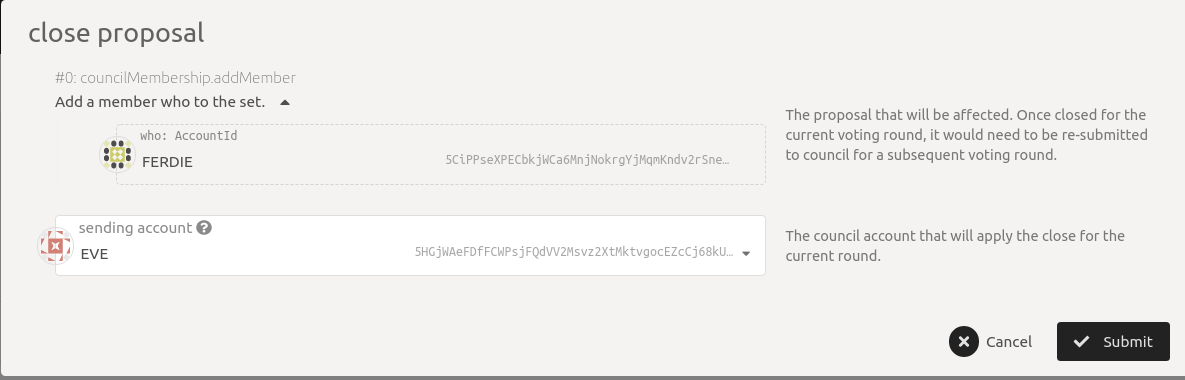 close proposal
#0: councilMembership.addMember
Add a member who to the set.
who: AccountId
FERDIE 5CiPPseXPECbkjWCa6MnjNokrgYjMqmKndv2rSne…
The proposal that will be affected. Once closed for the
current voting round, it would need to be re-submitted
to council for a subsequent voting round.
sending account
EVE 5HGjWAeFDfFCWPsjFQdVV2Msvz2XtMktvgocEZcCj68kU…
The council account that will apply the close for the
current round.
Cancel Submit